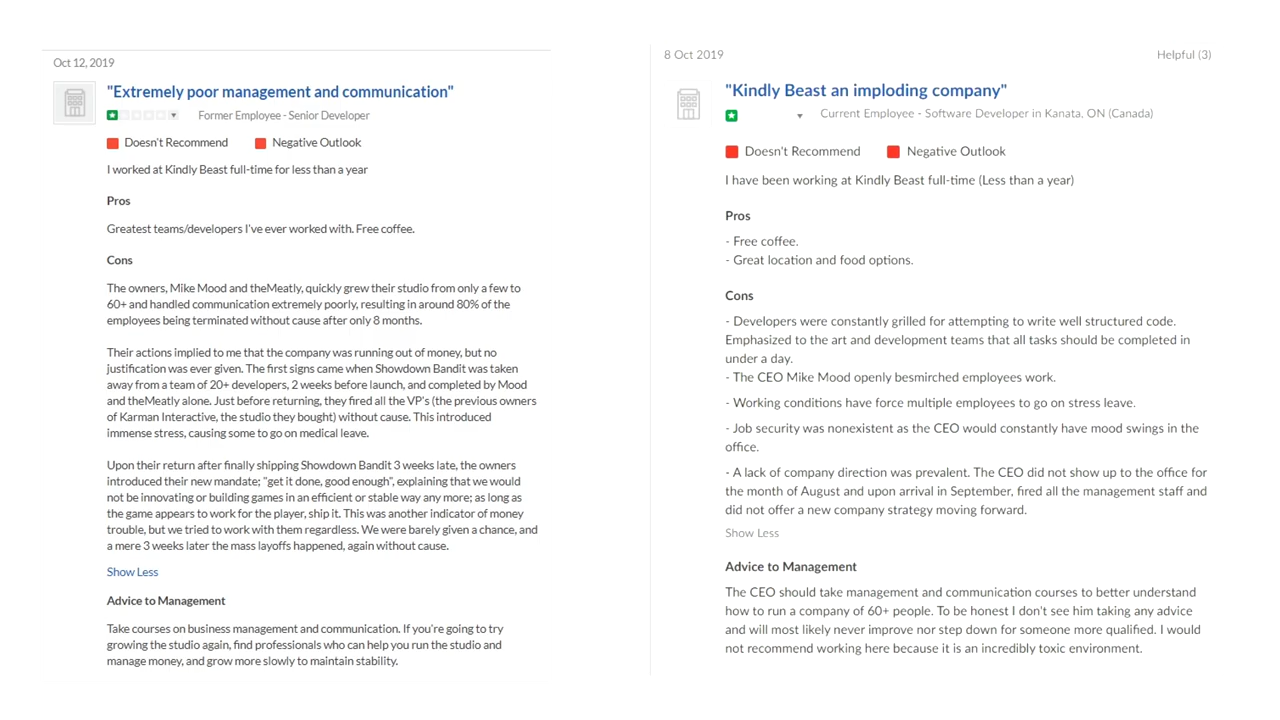 Oct 12, 2019
"Extremely poor management and communication"
Former Employee - Senior Developer
Doesn't Recommend Negative Outlook
I worked at Kindly Beast full-time for less than a year
Pros
Greatest teams/developers I've ever worked with. Free coffee.
Cons
The owners, Mike Mood and theMeatly, quickly grew their studio from only a few to
60+ and handled communication extremely poorly, resulting in around 80% of the
employees being terminated without cause after only 8 months.
Their actions implied to me that the company was running out of money, but no
justification was ever given. The first signs came when Showdown Bandit was taken
away from a team of 20+ developers, 2 weeks before launch, and completed by Mood
and theMeatly alone. Just before returning, they fired all the VP's (the previous owners
of Karman Interactive, the studio they bought) without cause. This introduced
immense stress, causing some to go on medical leave.
Upon their return after finally shipping Showdown Bandit 3 weeks late, the owners
introduced their new mandate; "get it done, good enough", explaining that we would
not be innovating or building games in an efficient or stable way any more; as long as
the game appears to work for the player, ship it. This was another indicator of money
trouble, but we tried to work with them regardless. We were barely given a chance, and
a mere 3 weeks later the mass layoffs happened, again without cause.
Show Less
Advice to Management
Take courses on business management and communication. If you're going to try
growing the studio again, find professionals who can help you run the studio and
manage money, and grow more slowly to maintain stability.
8 Oct 2019 Helpful (3)
"Kindly Beast an imploding company"
Current Employee - Software Developer in Kanata, ON (Canada)
Doesn't Recommend Negative Outlook
I have been working at Kindly Beast full-time (Less than a year)
Pros
- Free coffee.
- Great location and food options.
Cons
- Developers were constantly grilled for attempting to write well structured code.
Emphasized to the art and development teams that all tasks should be completed in
under a day.
- The CEO Mike Mood openly besmirched employees work.
- Working conditions have force multiple employees to go on stress leave.
- Job security was nonexistent as the CEO would constantly have mood swings in the
office.
- A lack of company direction was prevalent. The CEO did not show up to the office for
the month of August and upon arrival in September, fired all the management staff and
did not offer a new company strategy moving forward.
Show Less
Advice to Management
The CEO should take management and communication courses to better understand
how to run a company of 60+ people. To be honest I don't see him taking any advice
and will most likely never improve nor step down for someone more qualified. I would
not recommend working here because it is an incredibly toxic environment.